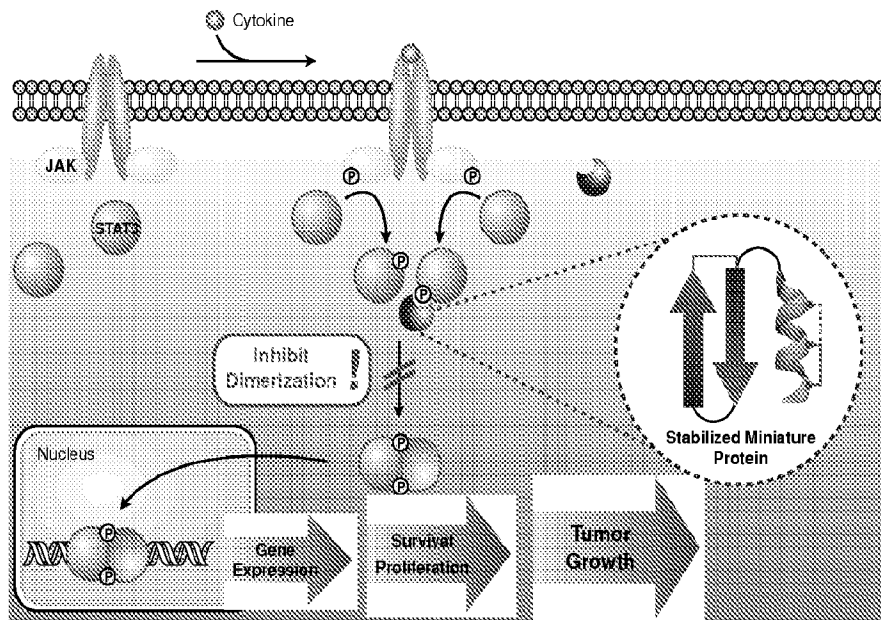 Cytokine
JAK
P
P
STAT3
P
P
Inhibit
Dimerization
!
Stabilized Miniature
Protein
Nucleus
P
P
P
P
Gene
Expression
Survival
Proliferation
Tumor
Growth